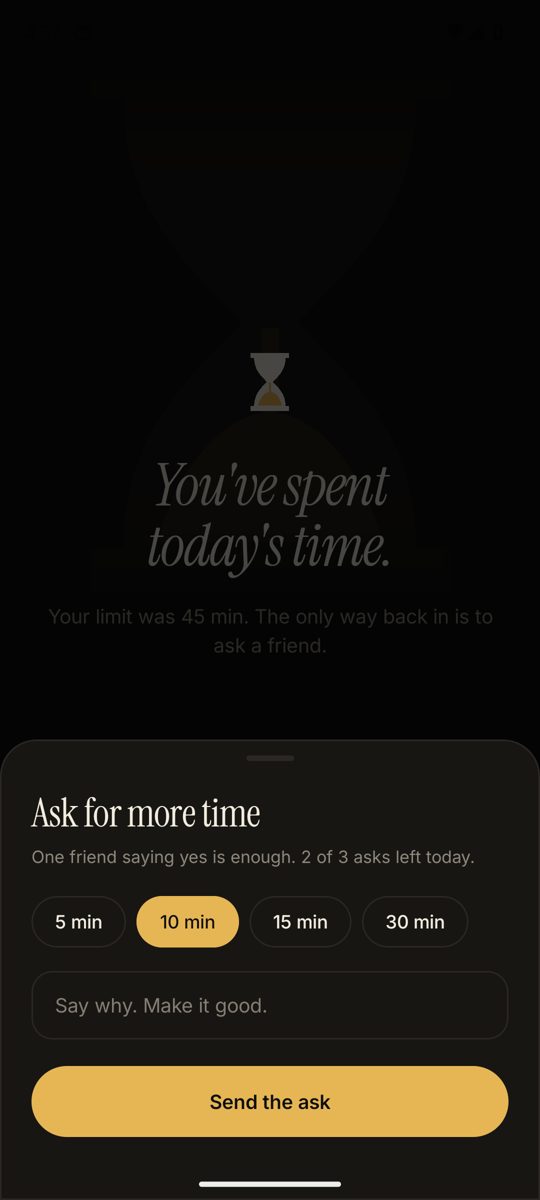 You've spent
today's time.
Your limit was 45 min. The only way back in is to
ask a friend.
Ask for more time
One friend saying yes is enough. 2 of 3 asks left today.
5 min
10 min
15 min
30 min
Say why. Make it good.
Send the ask